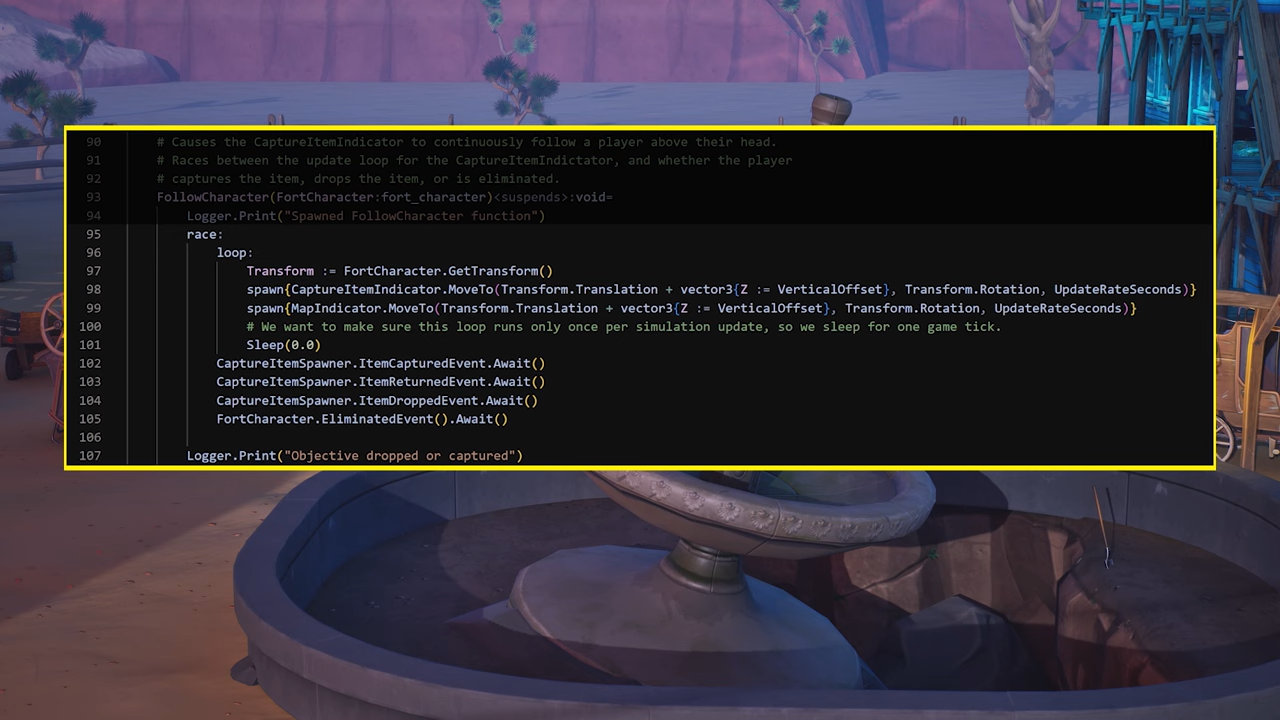 90 # Causes the CaptureItemIndicator to continuously follow a player above their head.
91 # Races between the update loop for the CaptureItemIndictator, and whether the player
92 # captures the item, drops the item, or is eliminated.
93 FollowCharacter(FortCharacter:fort_character)<suspends>:void=
94 Logger.Print("Spawned FollowCharacter function")
95 race:
96 loop:
97 Transform := FortCharacter.GetTransform()
98 spawn{CaptureItemIndicator.MoveTo(Transform.Translation + vector3{Z := VerticalOffset}, Transform.Rotation, UpdateRateSeconds)}
99 spawn{MapIndicator.MoveTo(Transform.Translation + vector3{Z := VerticalOffset}, Transform.Rotation, UpdateRateSeconds)}
100 # We want to make sure this loop runs only once per simulation update, so we sleep for one game tick.
101 Sleep(0.0)
102 CaptureItemSpawner.ItemCapturedEvent.Await()
103 CaptureItemSpawner.ItemReturnedEvent.Await()
104 CaptureItemSpawner.ItemDroppedEvent.Await()
105 FortCharacter.EliminatedEvent().Await()
106
107 Logger.Print("Objective dropped or captured")